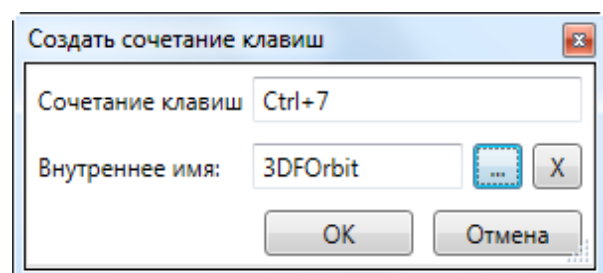 Создать сочетание клавиш
Сочетание клавиш Ctrl+7
Внутреннее имя: 3DFOrbit ... X
OK Отмена